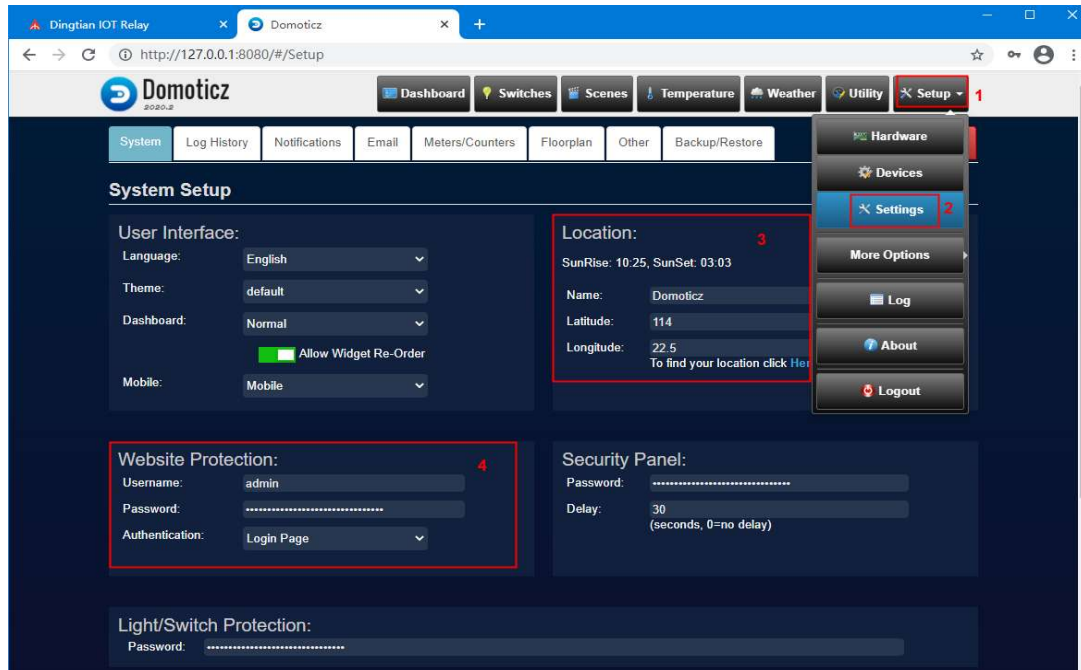 Dingtian IOT Relay
Domoticz
http://127.0.0.1:8080/#/Setup
Domoticz
2020.2
Dashboard Switches Scenes Temperature Weather Utility Setup 1
System Log History Notifications Email Meters/Counters Floorplan Other Backup/Restore
Hardware
Devices
Settings 2
More Options
Log
About
Logout
System Setup
User Interface:
Language: English
Theme: default
Dashboard: Normal
Allow Widget Re-Order
Mobile: Mobile
Location: 3
SunRise: 10:25, SunSet: 03:03
Name: Domoticz
Latitude: 114
Longitude: 22.5
To find your location click
Website Protection: 4
Username: admin
Password: ••••••••••••••••••••••••••••••••
Authentication: Login Page
Security Panel:
Password: ••••••••••••••••••••••••••••••••
Delay: 30
(seconds, 0=no delay)
Light/Switch Protection:
Password: ••••••••••••••••••••••••••••••••